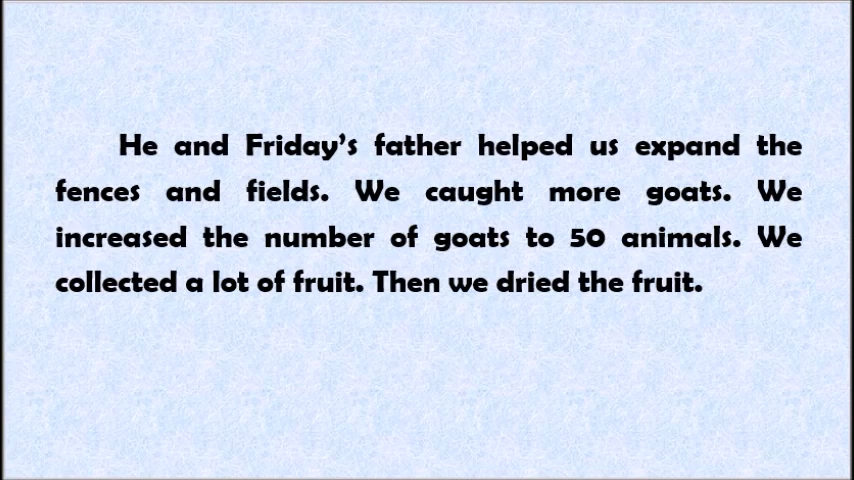 He and Friday’s father helped us expand the
fences and fields. We caught more goats. We
increased the number of goats to 50 animals. We
collected a lot of fruit. Then we dried the fruit.